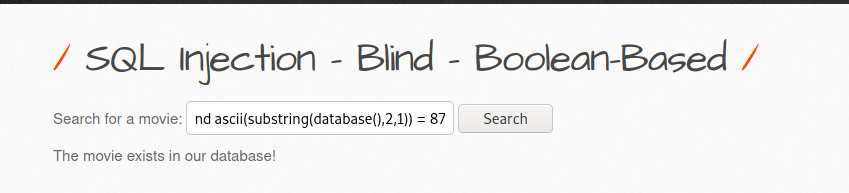 / SQL Injection - Blind - Boolean-Based /
Search for a movie: nd ascii(substring(database(),2,1)) = 87 Search
The movie exists in our database!